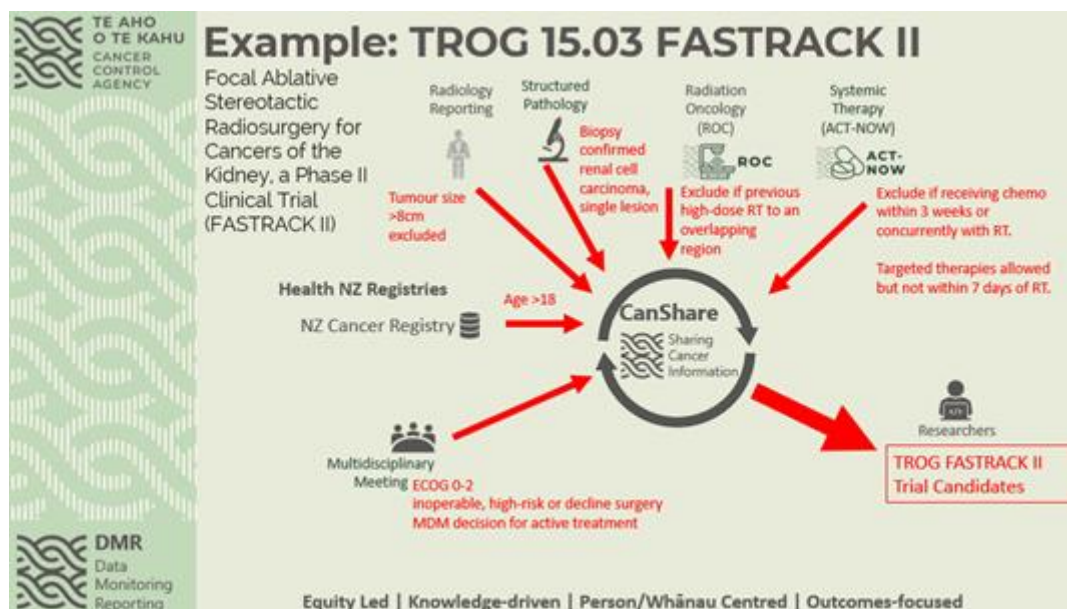 TE AHO
O TE KAHU
CANCER
CONTROL
AGENCY
Example: TROG 15.03 FASTRACK II
Focal Ablative
Stereotactic
Radiosurgery for
Cancers of the
Kidney, a Phase II
Clinical Trial
(FASTRACK II)
Radiology
Reporting
Structured
Pathology
Radiation
Oncology
(ROC)
Systemic
Therapy
(ACT-NOW)
ROC
ACT-
NOW
Tumour size
>8cm
excluded
Biopsy
confirmed
renal cell
carcinoma,
single lesion
Exclude if previous
high-dose RT to an
overlapping
region
Exclude if receiving chemo
within 3 weeks or
concurrently with RT.
Targeted therapies allowed
but not within 7 days of RT.
Health NZ Registries
NZ Cancer Registry
Age >18
CanShare
Sharing
Cancer
Information
Multidisciplinary
Meeting
ECOG 0-2
inoperable, high-risk or decline surgery
MDM decision for active treatment
Researchers
TROG FASTRACK II
Trial Candidates
DMR
Data
Monitoring
Reporting
Equity Led | Knowledge-driven | Person/Whānau Centred | Outcomes-focused